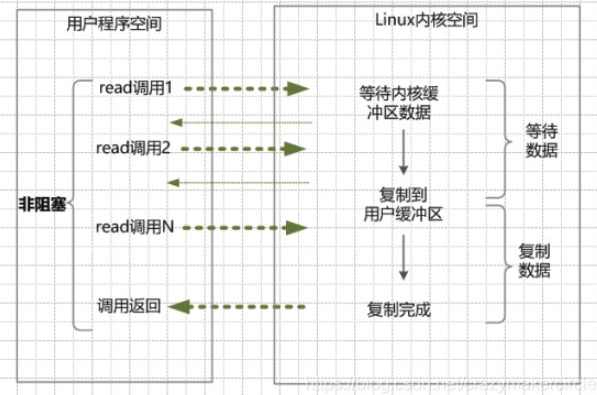 用户程序空间
Linux内核空间
read调用1
等待内核缓
冲区数据
等待
数据
read调用2
非阻塞
复制到
用户缓冲区
read调用N
复制
数据
调用返回
复制完成
https://blog.csdn.net/crazymakercircle